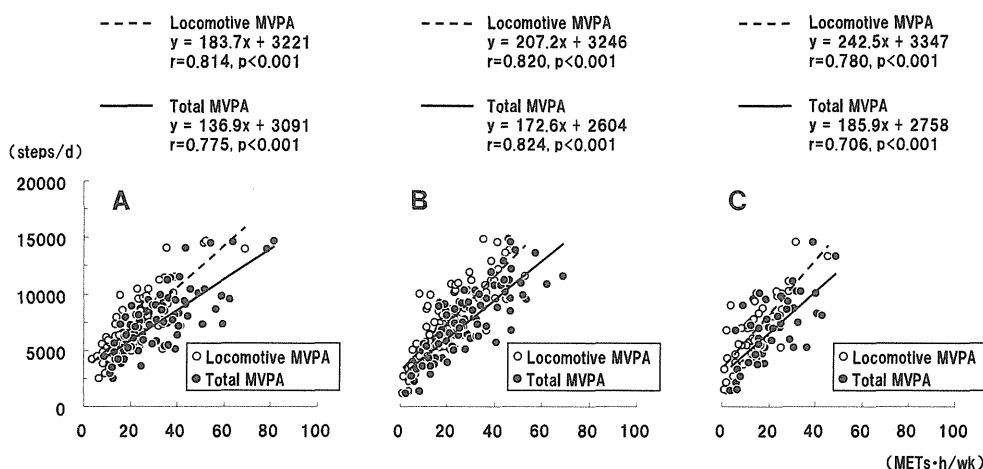 Locomotive MVPA
y = 183.7x + 3221
r=0.814, p<0.001
Total MVPA
y = 136.9x + 3091
r=0.775, p<0.001
Locomotive MVPA
y = 207.2x + 3246
r=0.820, p<0.001
Total MVPA
y = 172.6x + 2604
r=0.824, p<0.001
Locomotive MVPA
y = 242.5x + 3347
r=0.780, p<0.001
Total MVPA
y = 185.9x + 2758
r=0.706, p<0.001
(steps/d)
20000
15000
10000
5000
0
A
Locomotive MVPA
Total MVPA
0 20 40 60 80 100
B
Locomotive MVPA
Total MVPA
0 20 40 60 80 100
C
Locomotive MVPA
Total MVPA
0 20 40 60 80 100
(METs·h/wk)